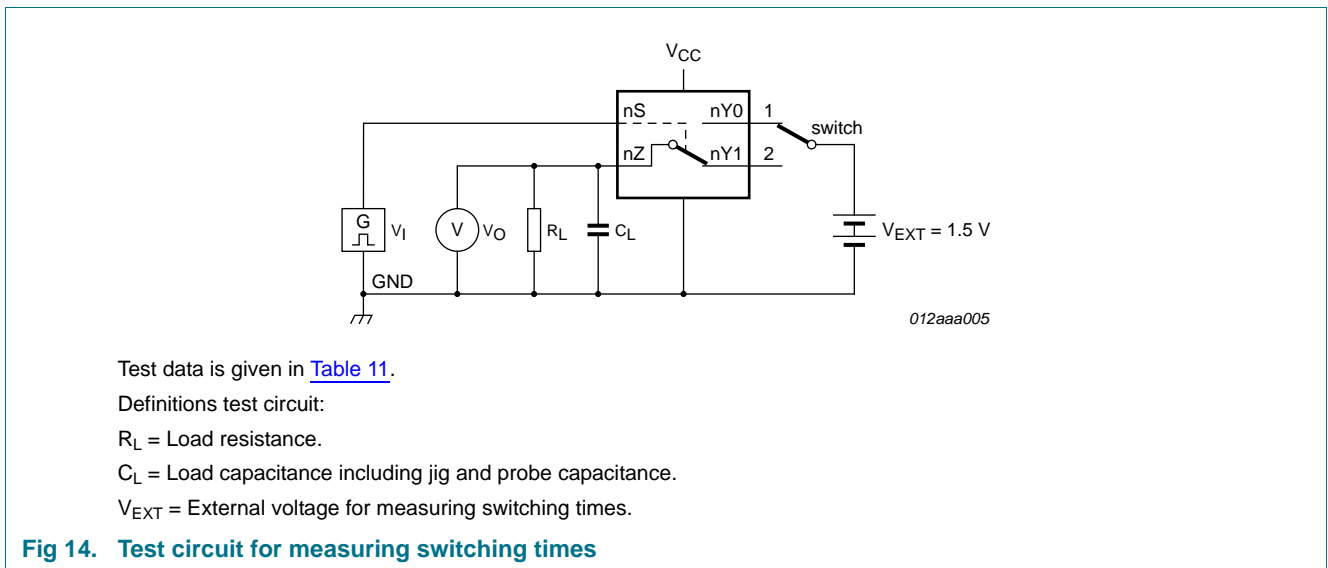 VCC
nS nY0 1
switch
nZ nY1 2
G
VI
V VO
RL
CL
VEXT = 1.5 V
GND
012aaa005
Test data is given in Table 11.
Definitions test circuit:
RL = Load resistance.
CL = Load capacitance including jig and probe capacitance.
VEXT = External voltage for measuring switching times.
Fig 14. Test circuit for measuring switching times